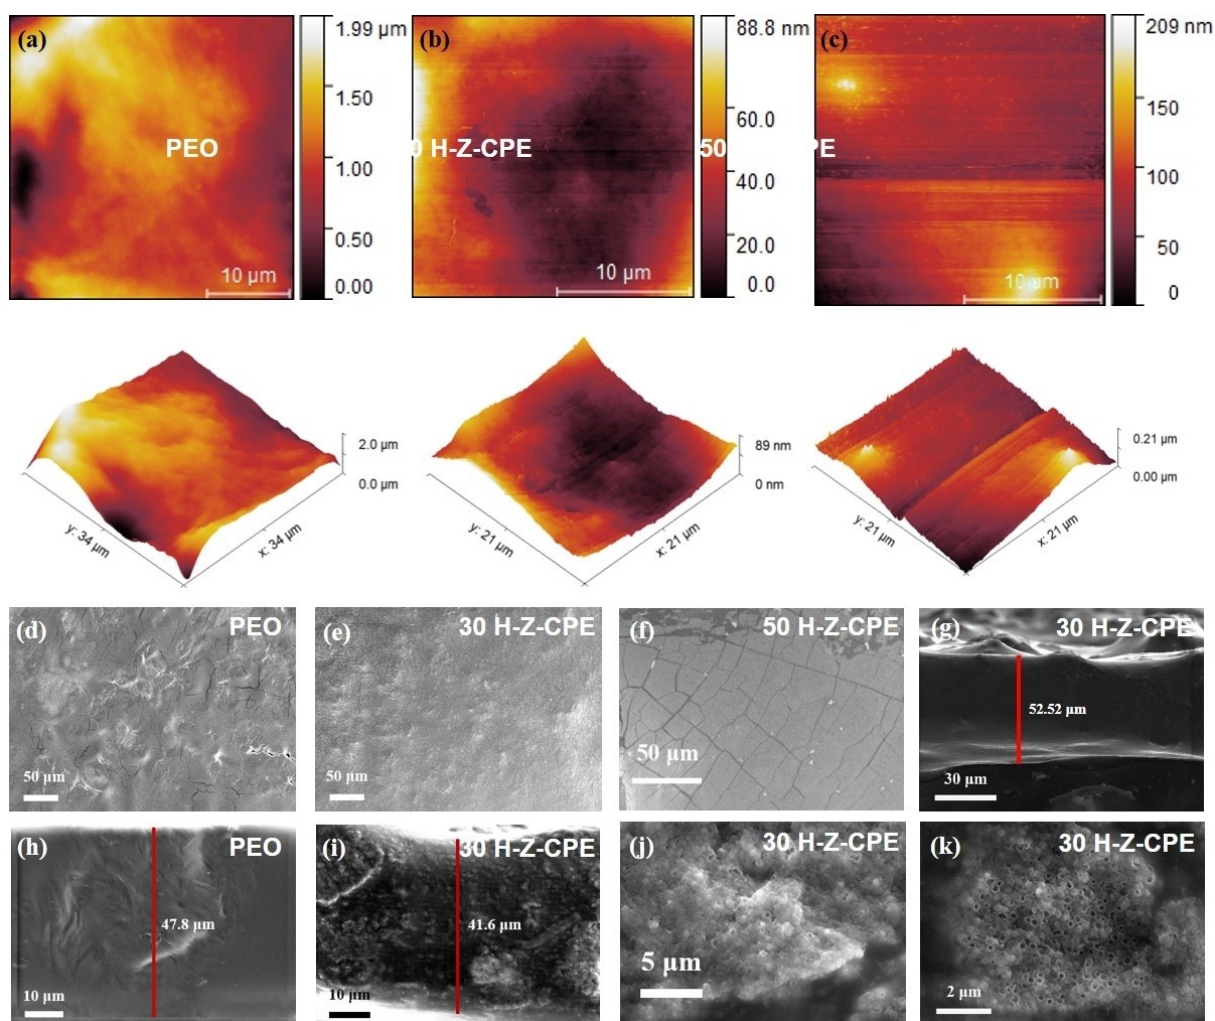 (a)
PEO
10 µm
1.99 µm
1.50
1.00
0.50
0.00
(b)
0 H-Z-CPE
10 µm
88.8 nm
60.0
40.0
20.0
0.0
(c)
50
PE
10 µm
209 nm
150
100
50
0
y: 34 µm
x: 34 µm
2.0 µm
0.0 µm
y: 21 µm
x: 21 µm
89 nm
0 nm
y: 21 µm
x: 21 µm
0.21 µm
0.00 µm
(d)
PEO
50 µm
(e)
30 H-Z-CPE
50 µm
(f)
50 H-Z-CPE
50 µm
(g)
30 H-Z-CPE
52.52 µm
30 µm
(h)
PEO
47.8 µm
10 µm
(i)
30 H-Z-CPE
41.6 µm
10 µm
(j)
30 H-Z-CPE
5 µm
(k)
30 H-Z-CPE
2 µm